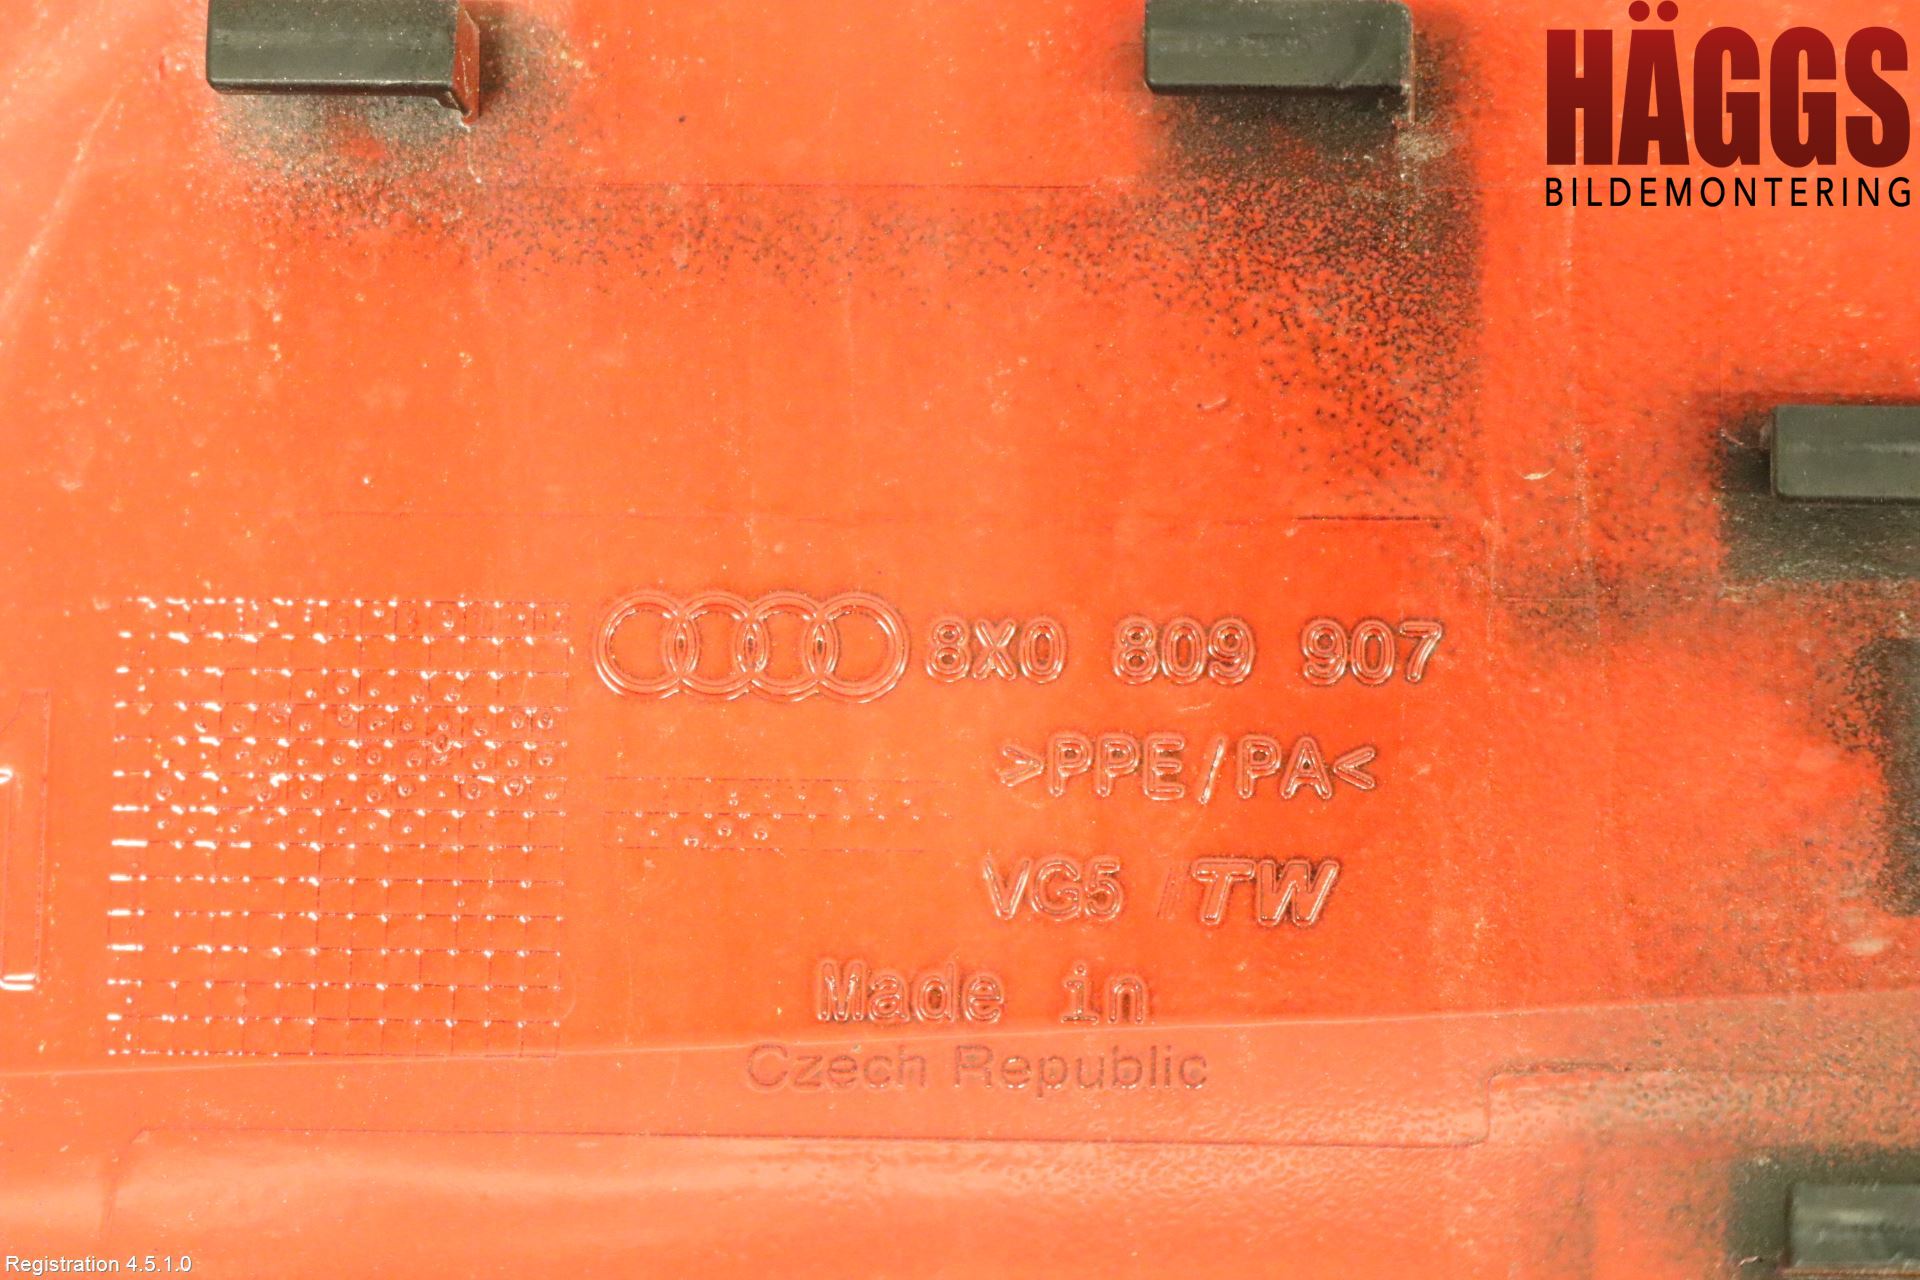 HÄGGS
BILDEMONTERING
8X0 809 907
>PPE/PA<
VG5 /TW
Made in
Czech Republic
Registration 4.5.1.0